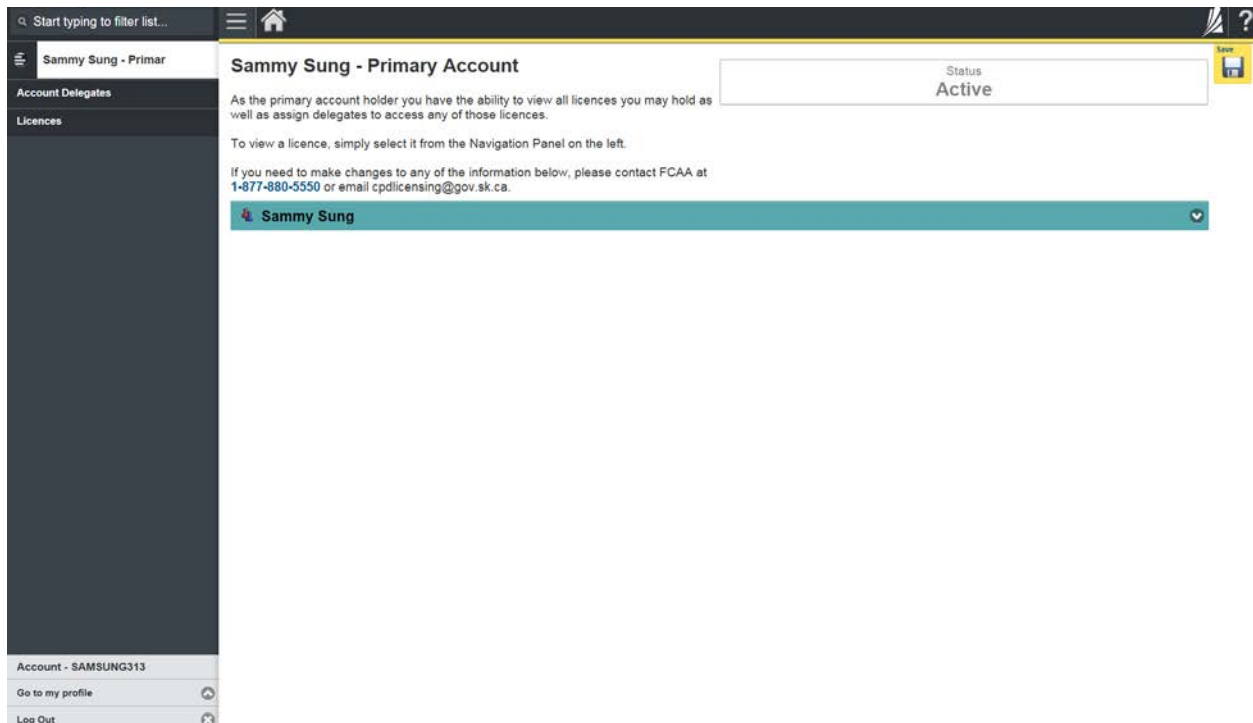 Start typing to filter list...
Sammy Sung - Primar
Account Delegates
Licences
Account - SAMSUNG313
Go to my profile
Log Out
?
Save
Sammy Sung - Primary Account
Status
Active
As the primary account holder you have the ability to view all licences you may hold as
well as assign delegates to access any of those licences.
To view a licence, simply select it from the Navigation Panel on the left.
If you need to make changes to any of the information below, please contact FCAA at
1-877-880-5550 or email cpdlicensing@gov.sk.ca.
Sammy Sung